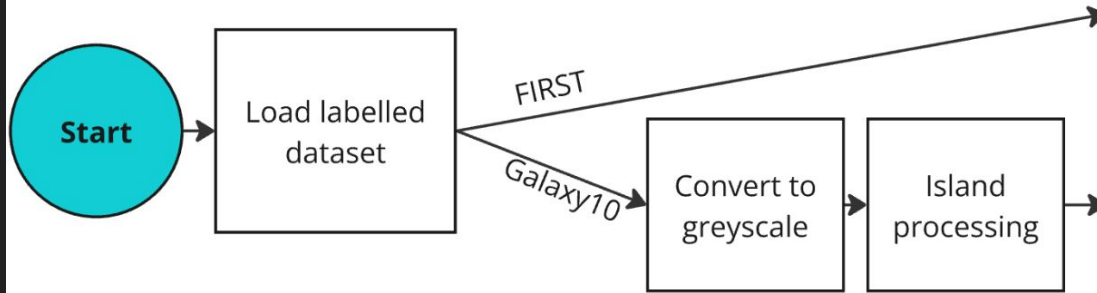 Start
Load labelled
dataset
FIRST
Galaxy10
Convert to
greyscale
Island
processing